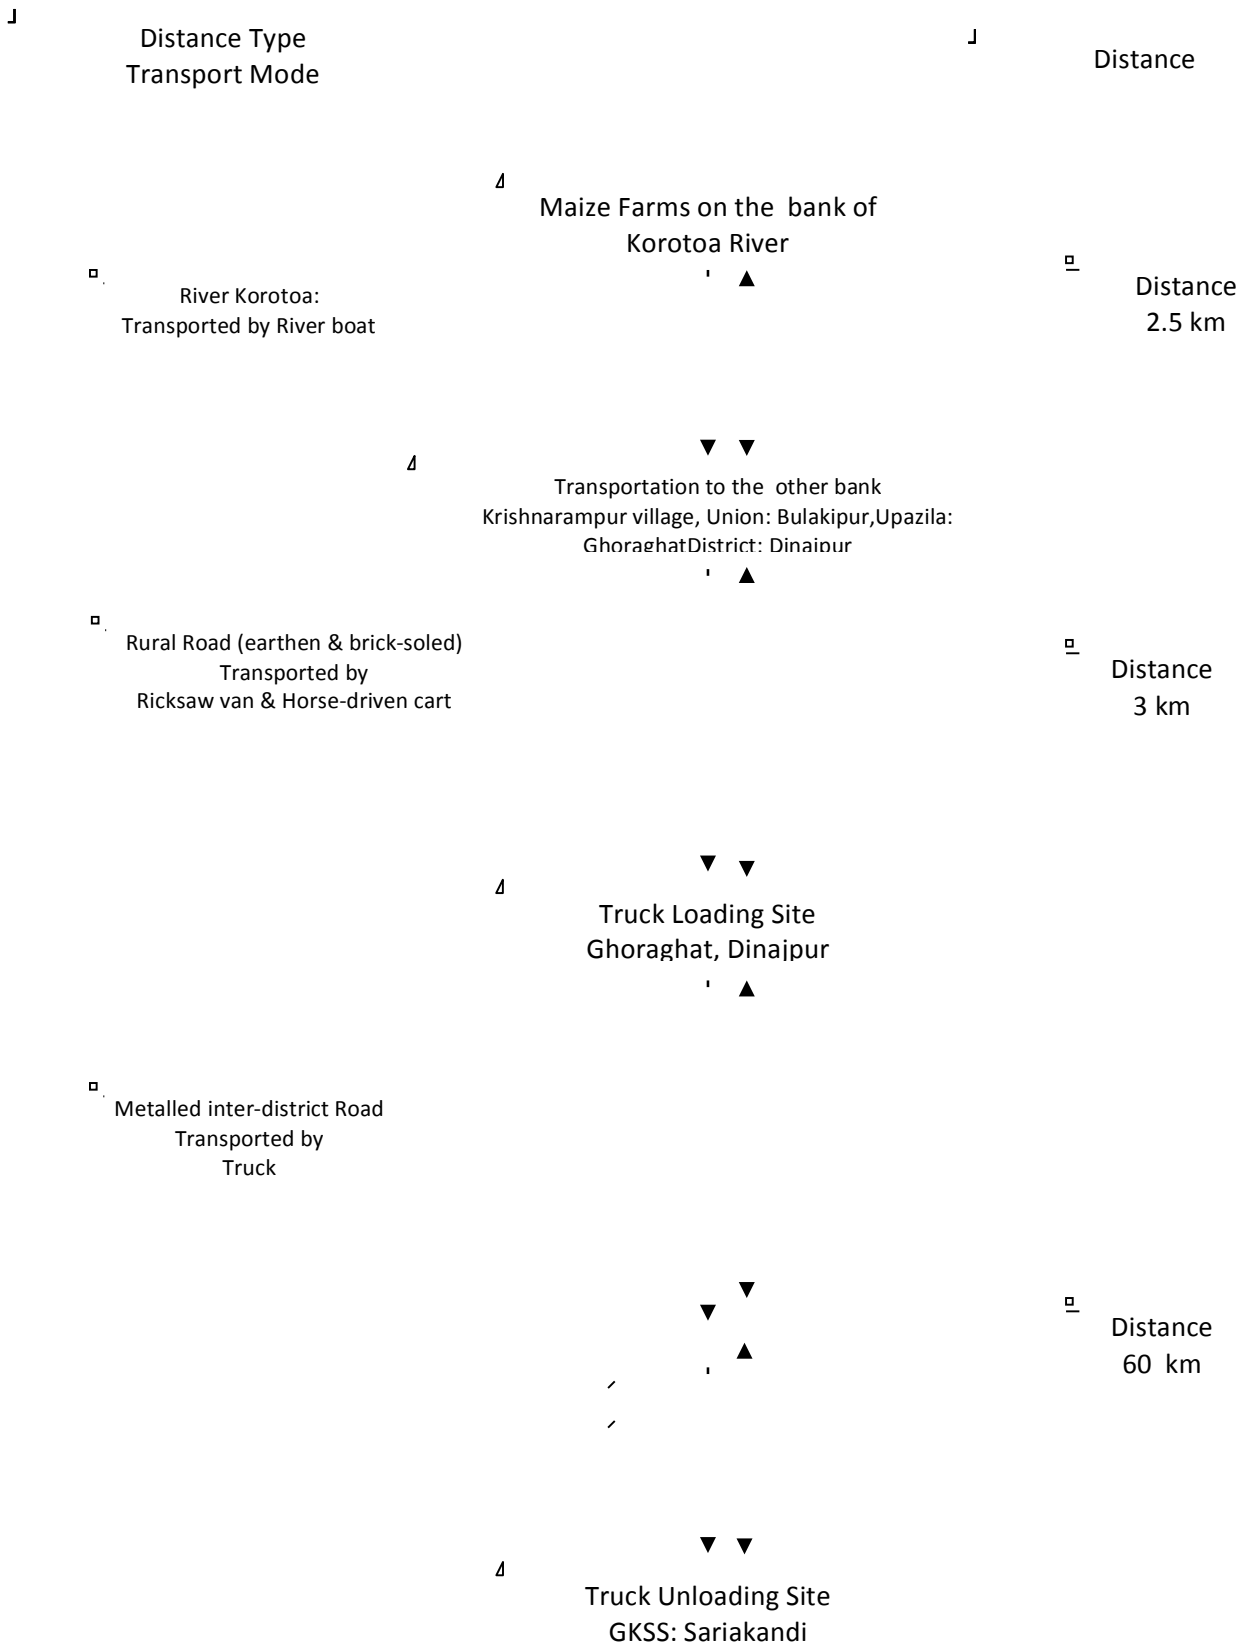 Distance Type
Transport Mode
Distance
Maize Farms on the bank of
Korotoa River
River Korotoa:
Transported by River boat
Distance
2.5 km
Transportation to the other bank
Krishnarampur village, Union: Bulakipur,Upazila:
GhoraghatDistrict: Dinajpur
Rural Road (earthen & brick-soled)
Transported by
Ricksaw van & Horse-driven cart
Distance
3 km
Truck Loading Site
Ghoraghat, Dinajpur
Metalled inter-district Road
Transported by
Truck
Distance
60 km
Truck Unloading Site
GKSS: Sariakandi